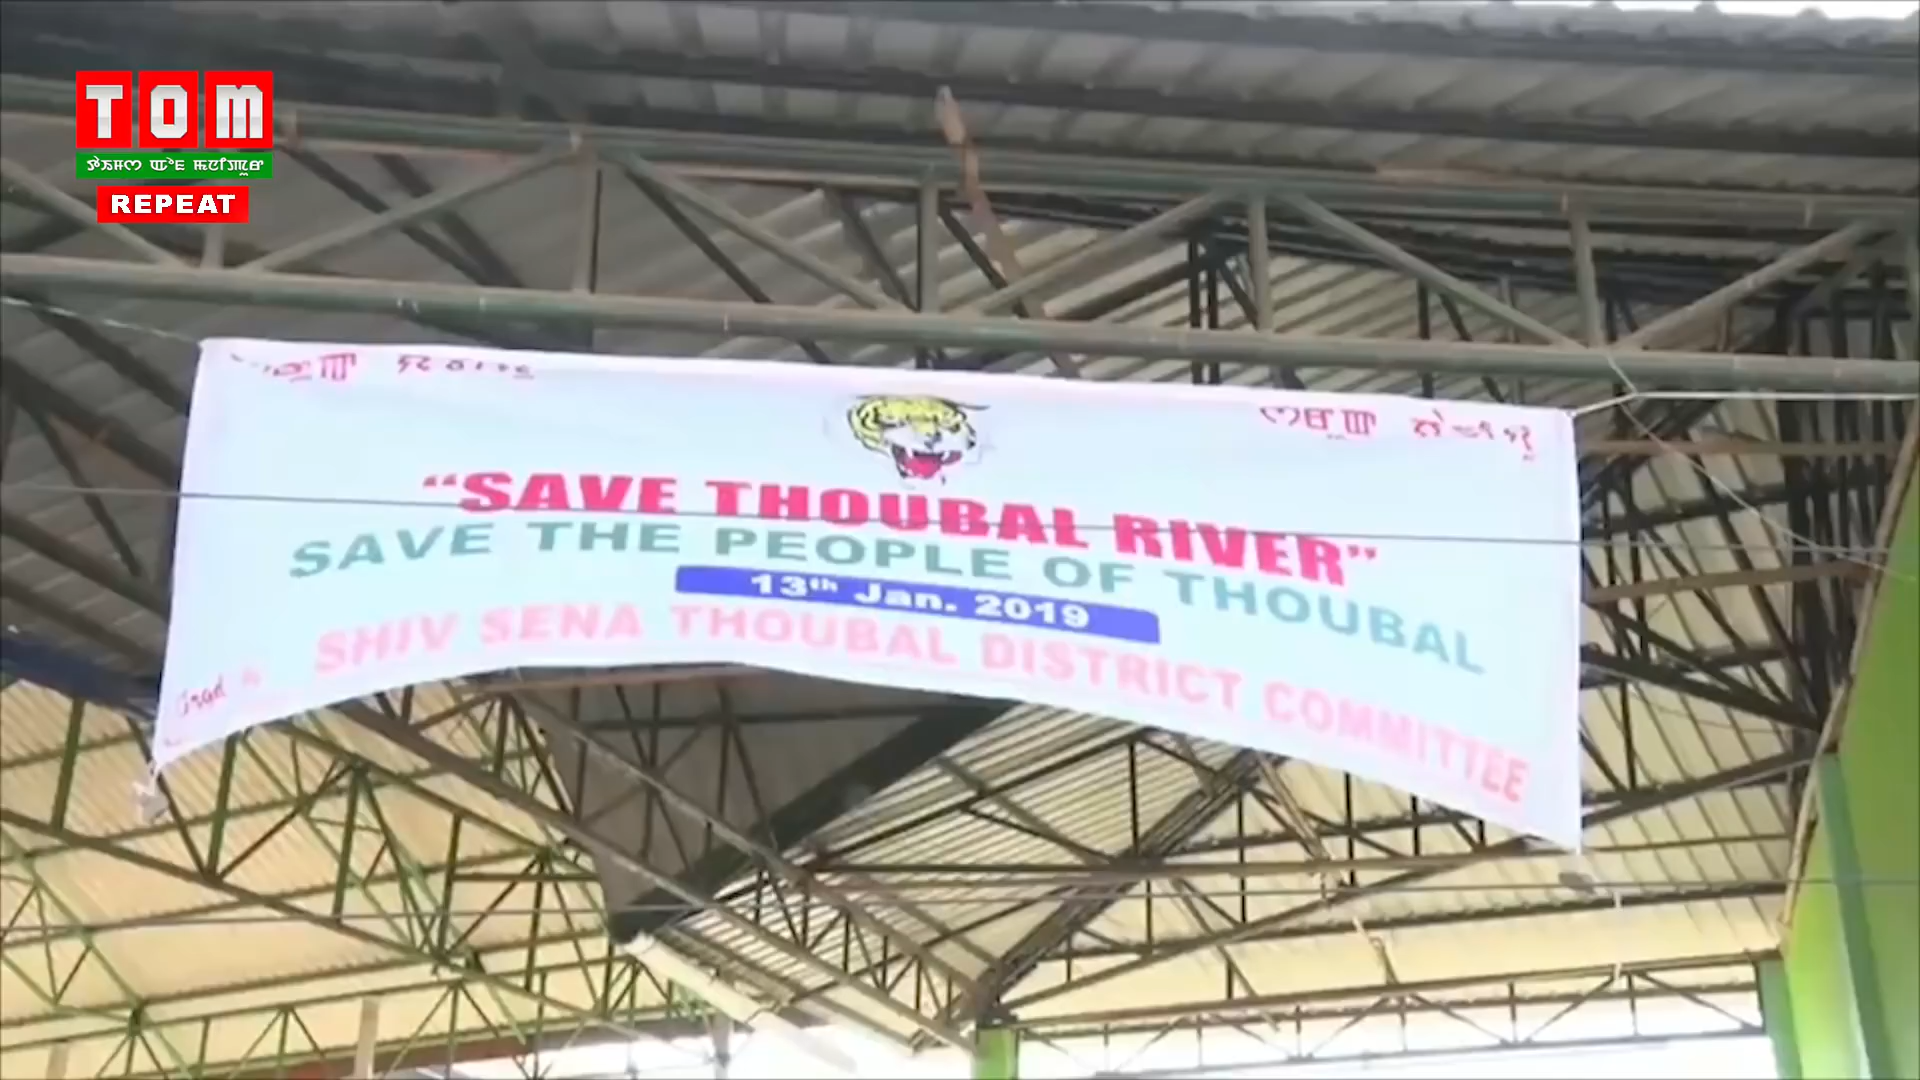 TOM
REPEAT
“SAVE THOUBAL RIVER”
SAVE THE PEOPLE OF THOUBAL
13th Jan. 2019
SHIV SENA THOUBAL DISTRICT COMMITTEE